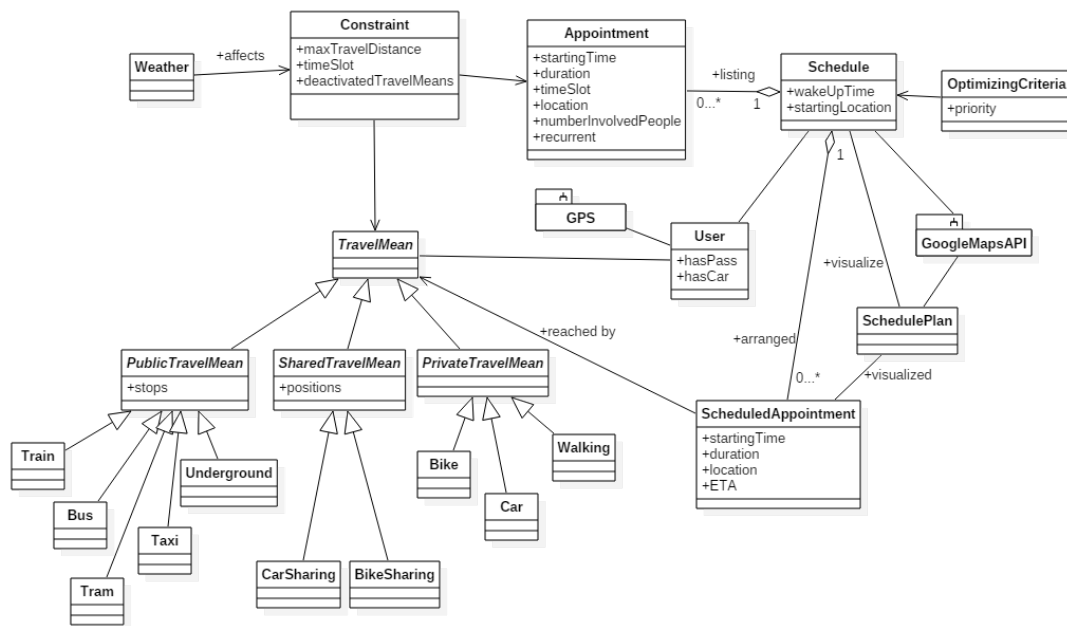 Constraint
+maxTravelDistance
+timeSlot
+deactivatedTravelMeans
Weather
+affects
Appointment
+startingTime
+duration
+timeSlot
+location
+numberInvolvedPeople
+recurrent
+listing
0...*
1
Schedule
+wakeUpTime
+startingLocation
1
OptimizingCriteria
+priority
GPS
User
+hasPass
+hasCar
GoogleMapsAPI
TravelMean
+visualize
SchedulePlan
+reached by
+arranged
+visualized
0...*
PublicTravelMean
+stops
SharedTravelMean
+positions
PrivateTravelMean
ScheduledAppointment
+startingTime
+duration
+location
+ETA
Train
Bus
Tram
Taxi
Underground
CarSharing
BikeSharing
Bike
Car
Walking